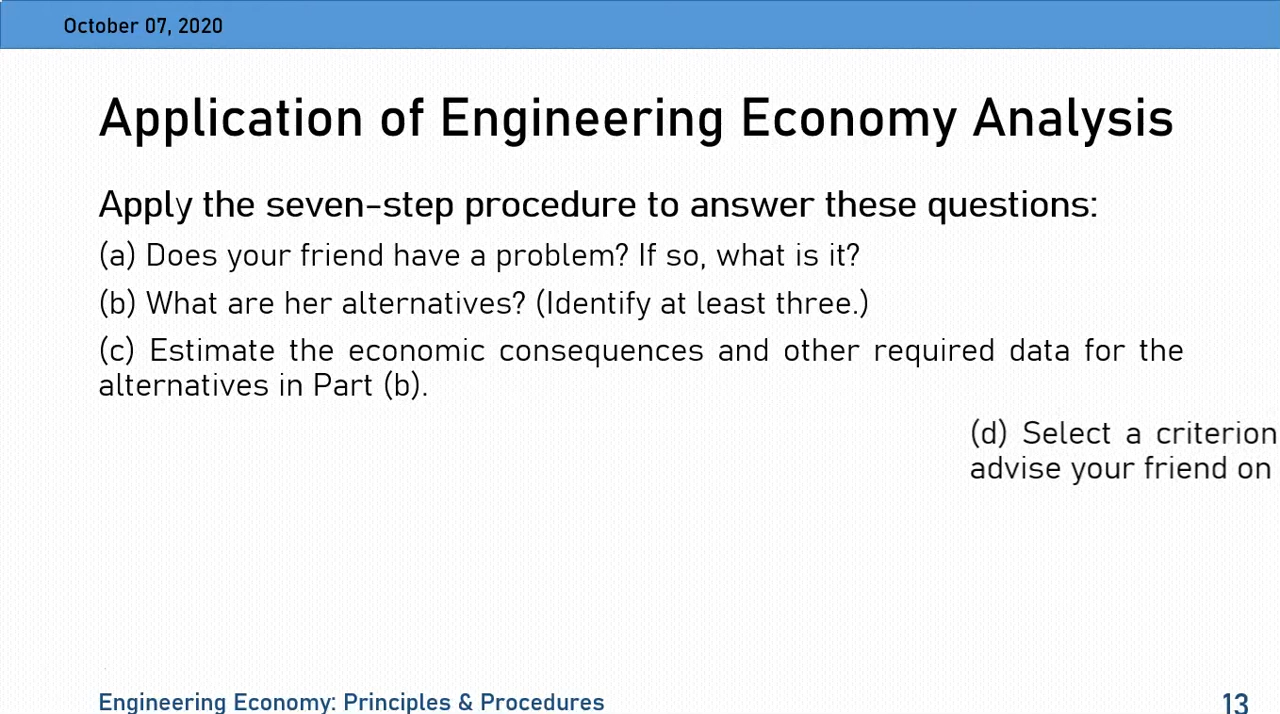 October 07, 2020
Application of Engineering Economy Analysis
Apply the seven-step procedure to answer these questions:
(a) Does your friend have a problem? If so, what is it?
(b) What are her alternatives? (Identify at least three.)
(c) Estimate the economic consequences and other required data for the
alternatives in Part (b).
(d) Select a criterion
advise your friend on
Engineering Economy: Principles & Procedures
13